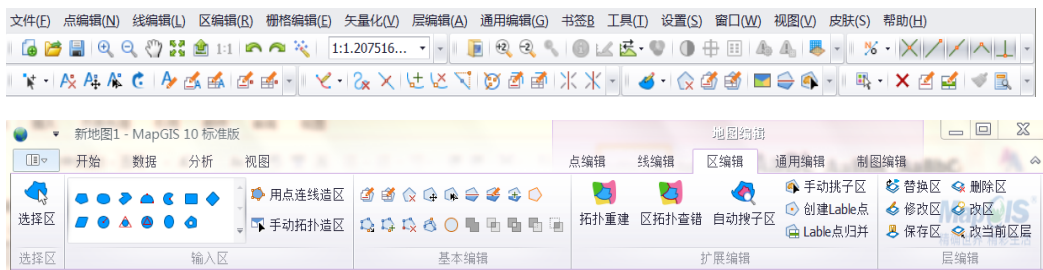 文件(F) 点编辑(N) 线编辑(L) 区编辑(R) 栅格编辑(E) 矢量化(V) 层编辑(A) 通用编辑(G) 书签B 工具(T) 设置(S) 窗口(W) 视图(V) 皮肤(S) 帮助(H)
1:1 1:1.207516...
新地图1 - MapGIS 10 标准版 地图编辑
开始 数据 分析 视图 点编辑 线编辑 区编辑 通用编辑 制图编辑
用点连线造区 手动挑子区 替换区 删除区
选择区 手动拓扑造区 拓扑重建 区拓扑查错 自动搜子区 创建Lable点 修改区 改区
Lable点归并 保存区 改当前区层
选择区 输入区 基本编辑 扩展编辑 层编辑